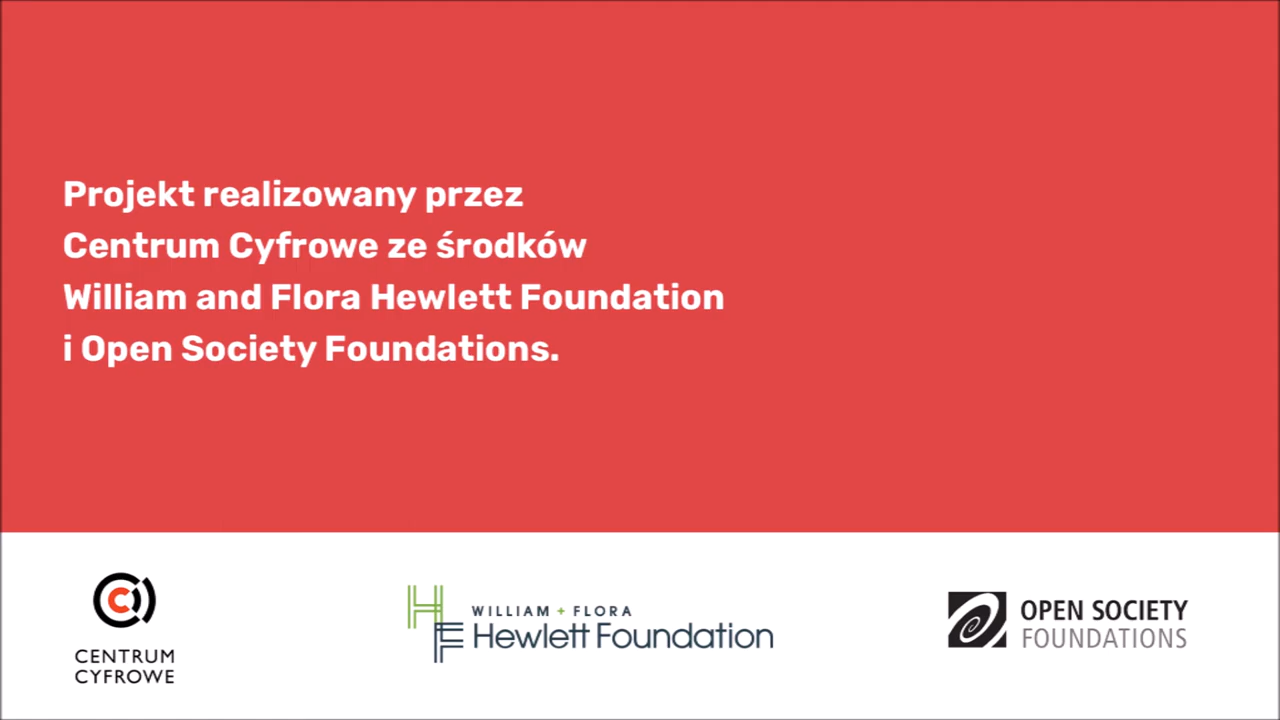 Projekt realizowany przez
Centrum Cyfrowe ze środków
William and Flora Hewlett Foundation
i Open Society Foundations.
CENTRUM
CYFROWE
WILLIAM + FLORA
Hewlett Foundation
OPEN SOCIETY
FOUNDATIONS